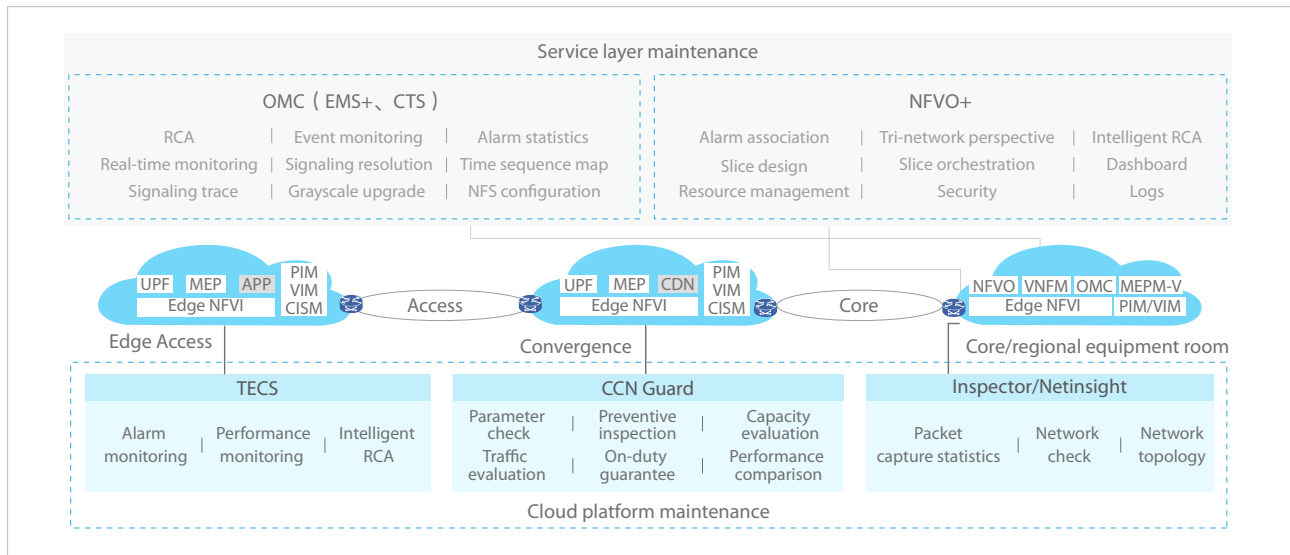 Service layer maintenance
OMC（EMS+、CTS）
RCA | Event monitoring | Alarm statistics
Real-time monitoring | Signaling resolution | Time sequence map
Signaling trace | Grayscale upgrade | NFS configuration
NFVO+
Alarm association | Tri-network perspective | Intelligent RCA
Slice design | Slice orchestration | Dashboard
Resource management | Security | Logs
UPF MEP APP
Edge NFVI
PIM
VIM
CISM
Edge Access
Access
UPF MEP CDN
Edge NFVI
PIM
VIM
CISM
Convergence
Core
NFVO VNFM OMC MEPM-V
Edge NFVI PIM/VIM
Core/regional equipment room
TECS
Alarm
monitoring
Performance
monitoring
Intelligent
RCA
CCN Guard
Parameter
check
Preventive
inspection
Capacity
evaluation
Traffic
evaluation
On-duty
guarantee
Performance
comparison
Inspector/Netinsight
Packet
capture statistics
Network
check
Network
topology
Cloud platform maintenance